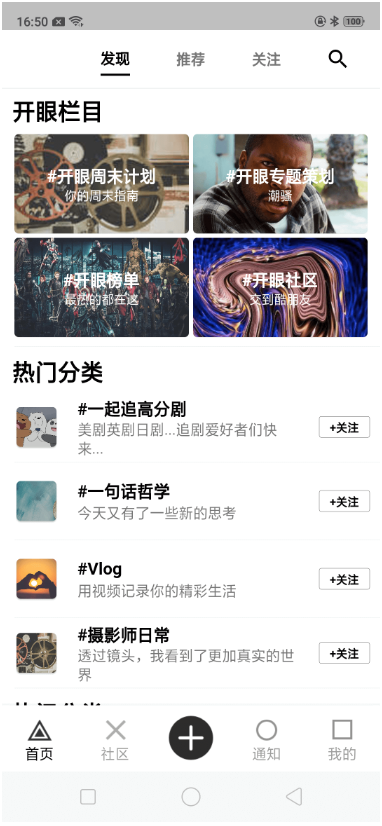 16:50
100
发现
推荐
关注
开眼栏目
#开眼周末计划
你的周末指南
#开眼专题策划
潮骚
#开眼榜单
最热的都在这
#开眼社区
交到酷朋友
热门分类
#一起追高分剧
美剧英剧日剧...追剧爱好者们快
来...
+关注
#一句话哲学
今天又有了一些新的思考
+关注
#Vlog
用视频记录你的精彩生活
+关注
#摄影师日常
透过镜头，我看到了更加真实的世
界
+关注
首页
社区
通知
我的